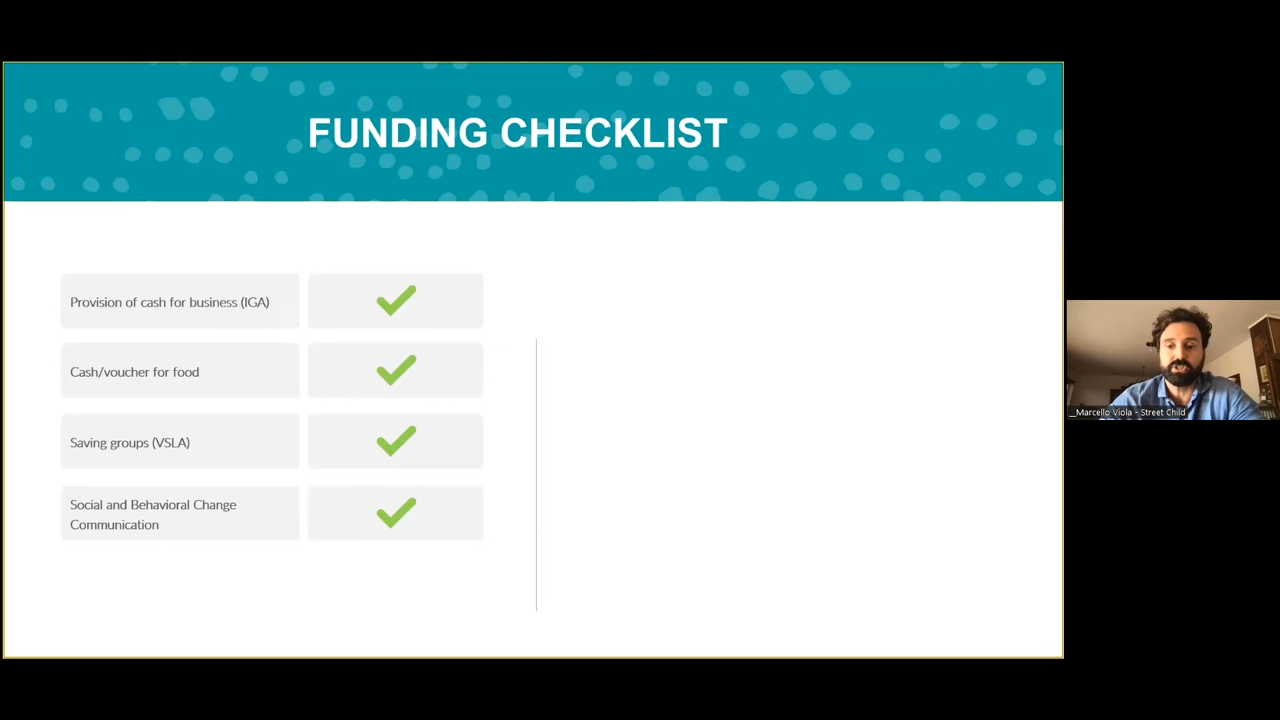 FUNDING CHECKLIST
Provision of cash for business (IGA)
Cash/voucher for food
Saving groups (VSLA)
Social and Behavioral Change
Communication
_Marcello Viola - Street Child